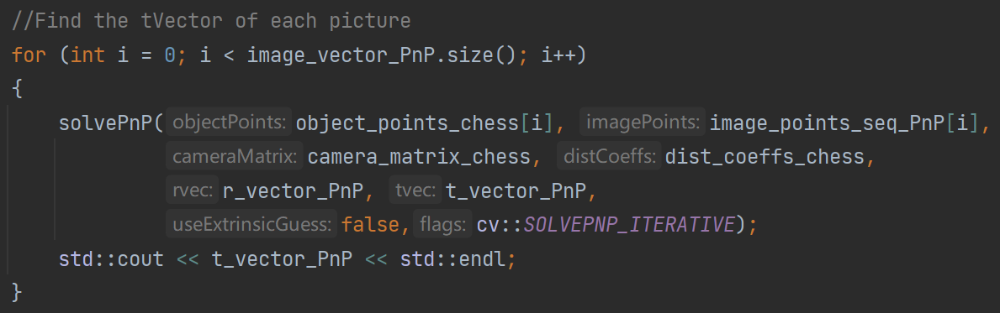 //Find the tVector of each picture
for (int i = 0; i < image_vector_PnP.size(); i++)
{
    solvePnP( objectPoints: object_points_chess[i], imagePoints: image_points_seq_PnP[i],
            cameraMatrix: camera_matrix_chess, distCoeffs: dist_coeffs_chess,
            rvec: r_vector_PnP, tvec: t_vector_PnP,
            useExtrinsicGuess: false, flags: cv::SOLVEPNP_ITERATIVE);
    std::cout << t_vector_PnP << std::endl;
}